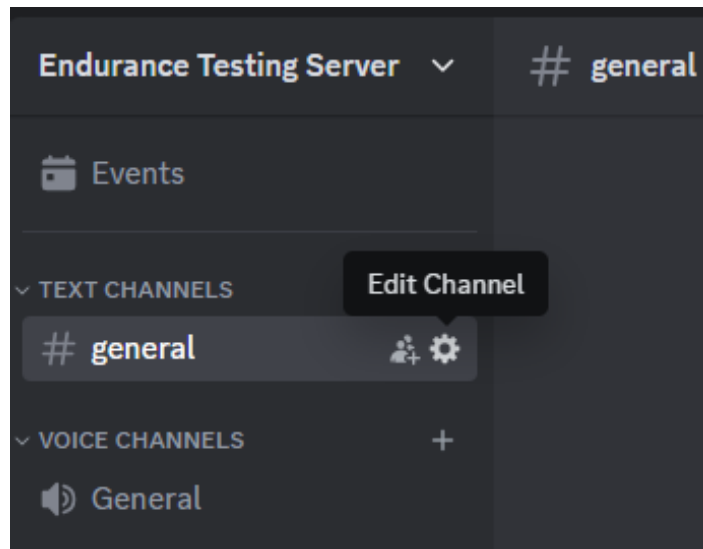 Endurance Testing Server
# general
Events
Edit Channel
TEXT CHANNELS
# general
VOICE CHANNELS
General